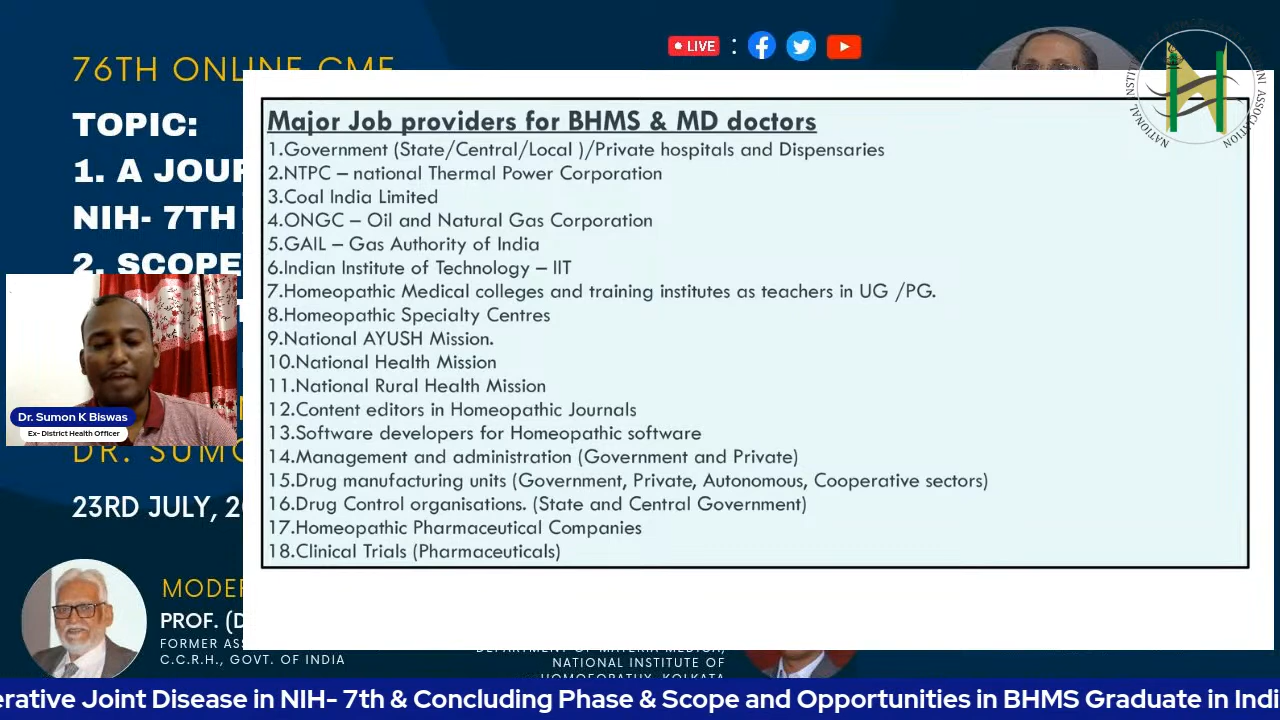 76TH ONLINE CME
LIVE :
TOPIC:
1. A JOUR
NIH- 7TH
2. SCOPE
Major Job providers for BHMS & MD doctors
1.Government (State/Central/Local )/Private hospitals and Dispensaries
2.NTPC – national Thermal Power Corporation
3.Coal India Limited
4.ONGC – Oil and Natural Gas Corporation
5.GAIL – Gas Authority of India
6.Indian Institute of Technology – IIT
7.Homeopathic Medical colleges and training institutes as teachers in UG /PG.
8.Homeopathic Specialty Centres
9.National AYUSH Mission.
10.National Health Mission
11.National Rural Health Mission
12.Content editors in Homeopathic Journals
13.Software developers for Homeopathic software
14.Management and administration (Government and Private)
15.Drug manufacturing units (Government, Private, Autonomous, Cooperative sectors)
16.Drug Control organisations. (State and Central Government)
17.Homeopathic Pharmaceutical Companies
18.Clinical Trials (Pharmaceuticals)
Dr. Sumon K Biswas
Ex- District Health Officer
DR. SUMO
23RD JULY, 20
MODER
PROF. (D
FORMER ASS
C.C.R.H., GOVT. OF INDIA
DEPARTMENT OF MATERIA MEDICA,
NATIONAL INSTITUTE OF
HOMOEOPATHY, KOLKATA
erative Joint Disease in NIH- 7th & Concluding Phase & Scope and Opportunities in BHMS Graduate in Indi